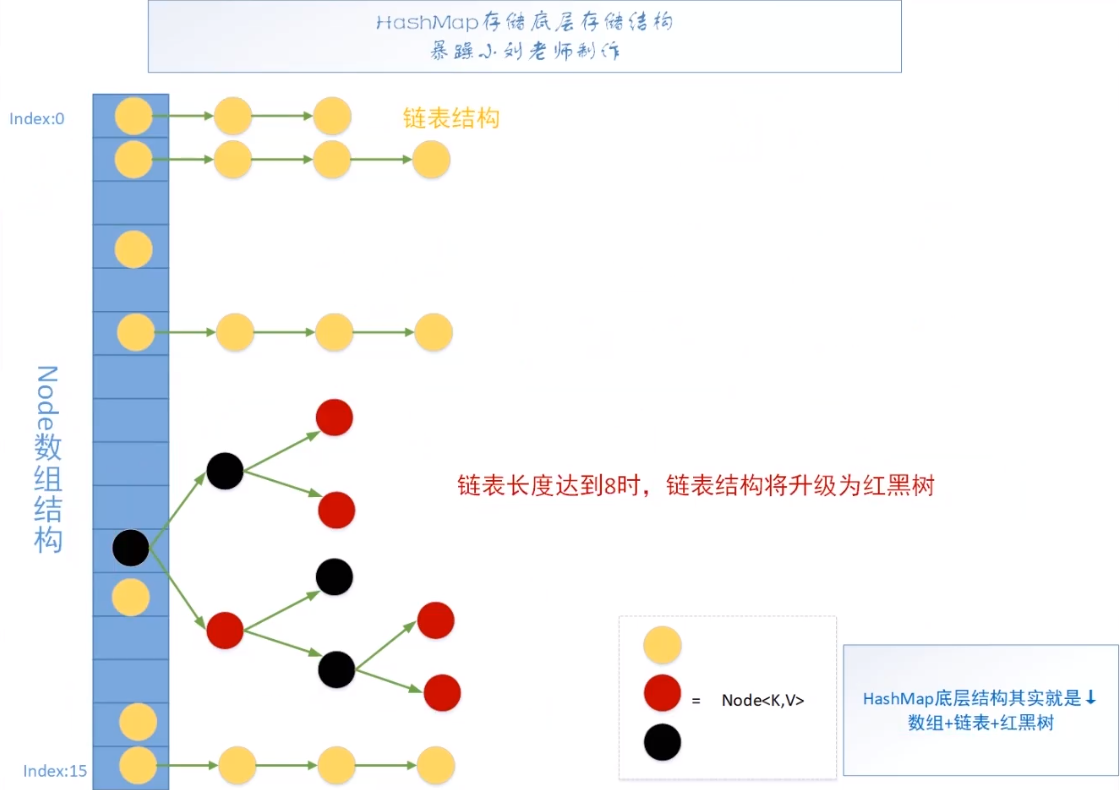 HashMap存储底层存储结构
暴躁小刘老师制作
Index:0
链表结构
Node数组结构
链表长度达到8时，链表结构将升级为红黑树
= Node<K,V>
HashMap底层结构其实就是↓
数组+链表+红黑树
Index:15